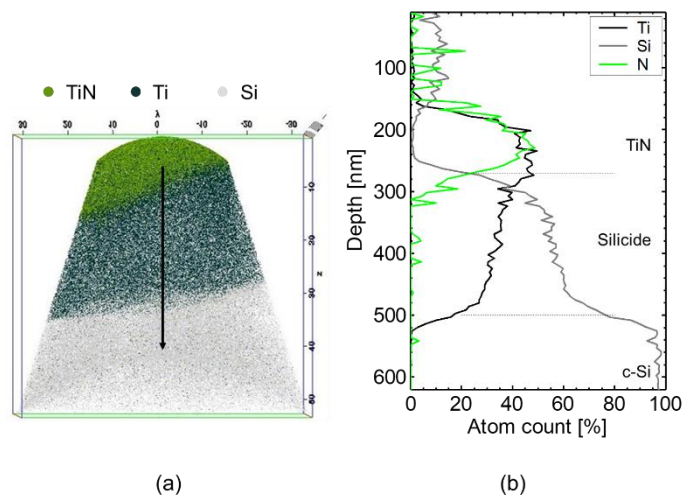 TiN Ti Si
30 20 10 0 -10 -20 -30
y
10
20
30
40
50
z
(a)
Ti
Si
N
100
200
300
400
500
600
Depth [nm]
TiN
Silicide
c-Si
0 20 40 60 80 100
Atom count [%]
(b)